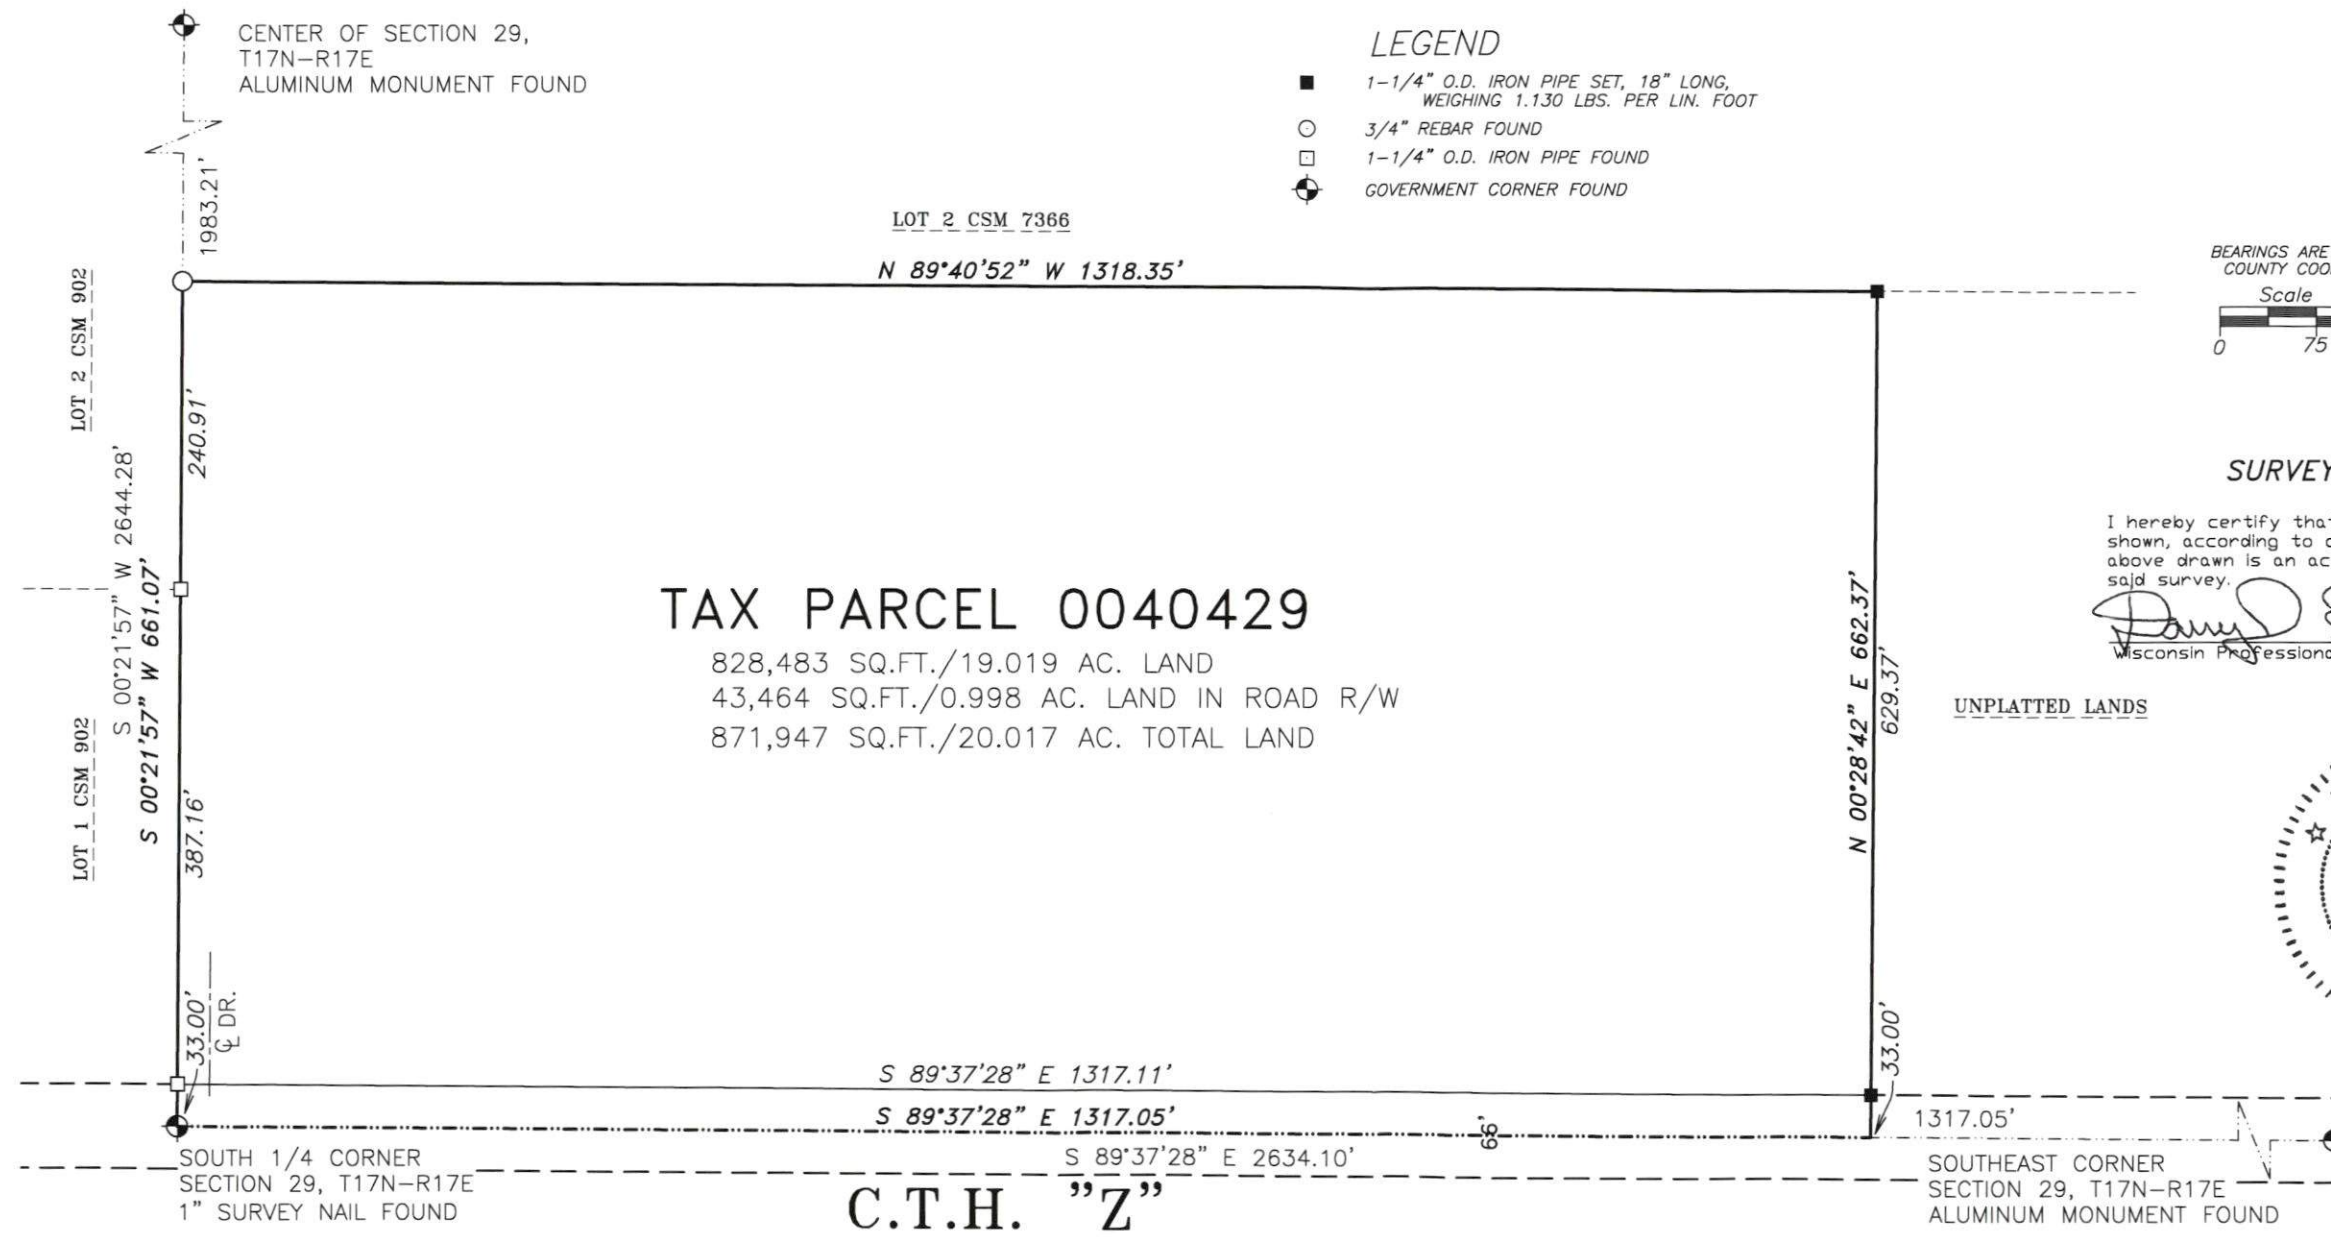 CENTER OF SECTION 29,
T17N-R17E
ALUMINUM MONUMENT FOUND
LEGEND
1-1/4" O.D. IRON PIPE SET, 18" LONG,
WEIGHING 1.130 LBS. PER LIN. FOOT
3/4" REBAR FOUND
1-1/4" O.D. IRON PIPE FOUND
GOVERNMENT CORNER FOUND
1983.21'
LOT 2 CSM 7366
N 89°40'52" W 1318.35'
BEARINGS ARE
COUNTY COO
Scale
0 75
LOT 2 CSM 902
240.91'
S 00°21'57" W 2644.28'
S 00°21'57" W 661.07'
LOT 1 CSM 902
387.16'
33.00'
℄ DR.
TAX PARCEL 0040429
828,483 SQ.FT./19.019 AC. LAND
43,464 SQ.FT./0.998 AC. LAND IN ROAD R/W
871,947 SQ.FT./20.017 AC. TOTAL LAND
N 00°28'42" E 662.37'
629.37'
33.00'
SURVEY
I hereby certify that
shown, according to
above drawn is an ac
said survey.
Wisconsin Professiona
UNPLATTED LANDS
S 89°37'28" E 1317.11'
S 89°37'28" E 1317.05'
66'
1317.05'
S 89°37'28" E 2634.10'
SOUTH 1/4 CORNER
SECTION 29, T17N-R17E
1" SURVEY NAIL FOUND
C.T.H. "Z"
SOUTHEAST CORNER
SECTION 29, T17N-R17E
ALUMINUM MONUMENT FOUND